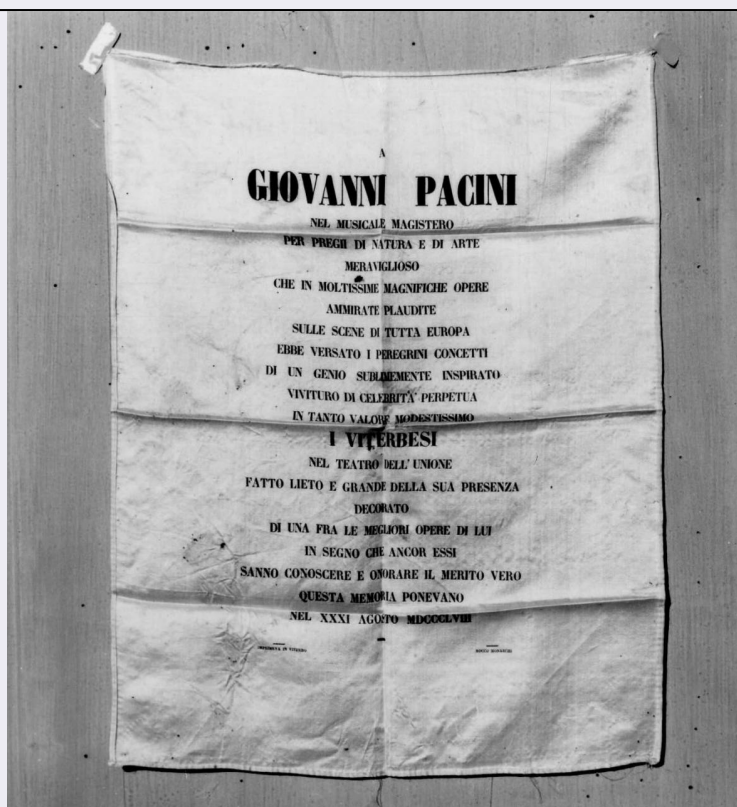 A
GIOVANNI PACINI
NEL MUSICALE MAGISTERO
PER PREGII DI NATURA E DI ARTE
MERAVIGLIOSO
CHE IN MOLTISSIME MAGNIFICHE OPERE
AMMIRATE PLAUDITE
SULLE SCENE DI TUTTA EUROPA
EBBE VERSATO I PEREGRINI CONCETTI
DI UN GENIO SUBLIMEMENTE INSPIRATO
VIVITURO DI CELEBRITA' PERPETUA
IN TANTO VALORE MODESTISSIMO
I VITERBESI
NEL TEATRO DELL' UNIONE
FATTO LIETO E GRANDE DELLA SUA PRESENZA
DECORATO
DI UNA FRA LE MEGLIORI OPERE DI LUI
IN SEGNO CHE ANCOR ESSI
SANNO CONOSCERE E ONORARE IL MERITO VERO
QUESTA MEMORIA PONEVANO
NEL XXXI AGOSTO MDCCCLVIII